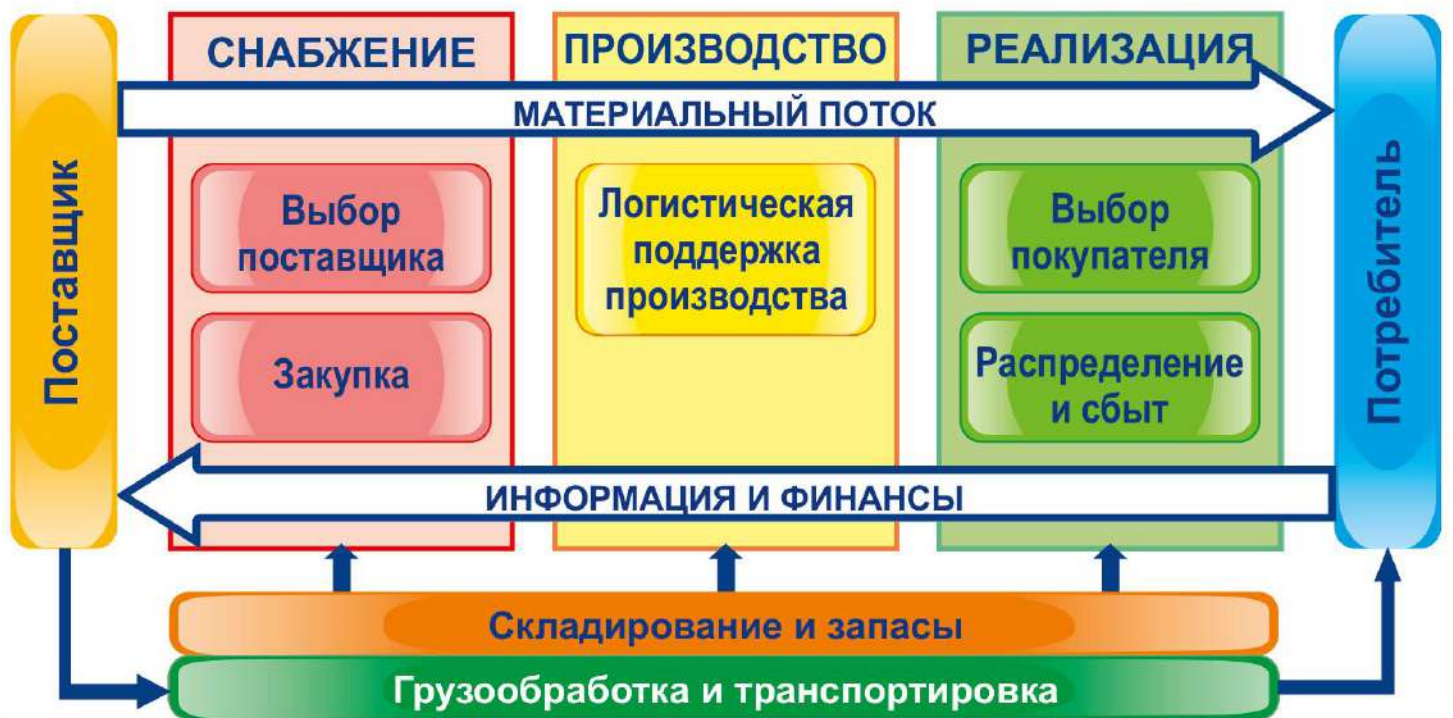 Поставщик
СНАБЖЕНИЕ
ПРОИЗВОДСТВО
РЕАЛИЗАЦИЯ
Потребитель
МАТЕРИАЛЬНЫЙ ПОТОК
Выбор
поставщика
Закупка
Логистическая
поддержка
производства
Выбор
покупателя
Распределение
и сбыт
ИНФОРМАЦИЯ И ФИНАНСЫ
Складирование и запасы
Грузообработка и транспортировка